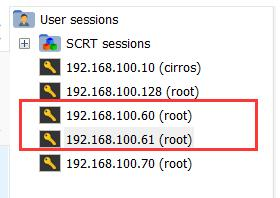 User sessions
SCRT sessions
192.168.100.10 (cirros)
192.168.100.128 (root)
192.168.100.60 (root)
192.168.100.61 (root)
192.168.100.70 (root)